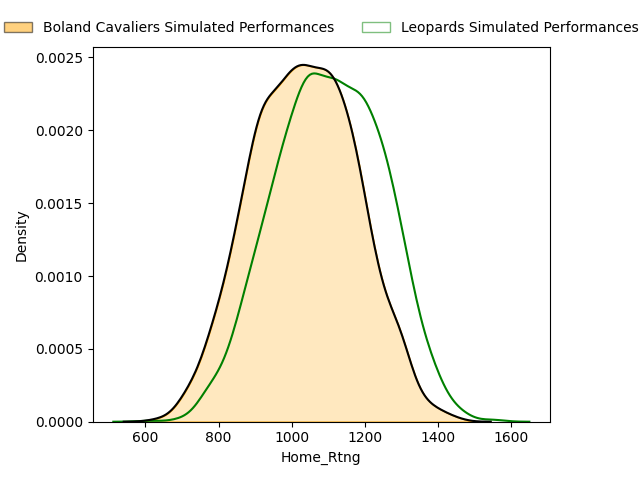 Boland Cavaliers Simulated Performances Leopards Simulated Performances
0.0025
0.0020
0.0015
0.0010
0.0005
0.0000
Density
600 800 1000 1200 1400 1600
Home_Rtng